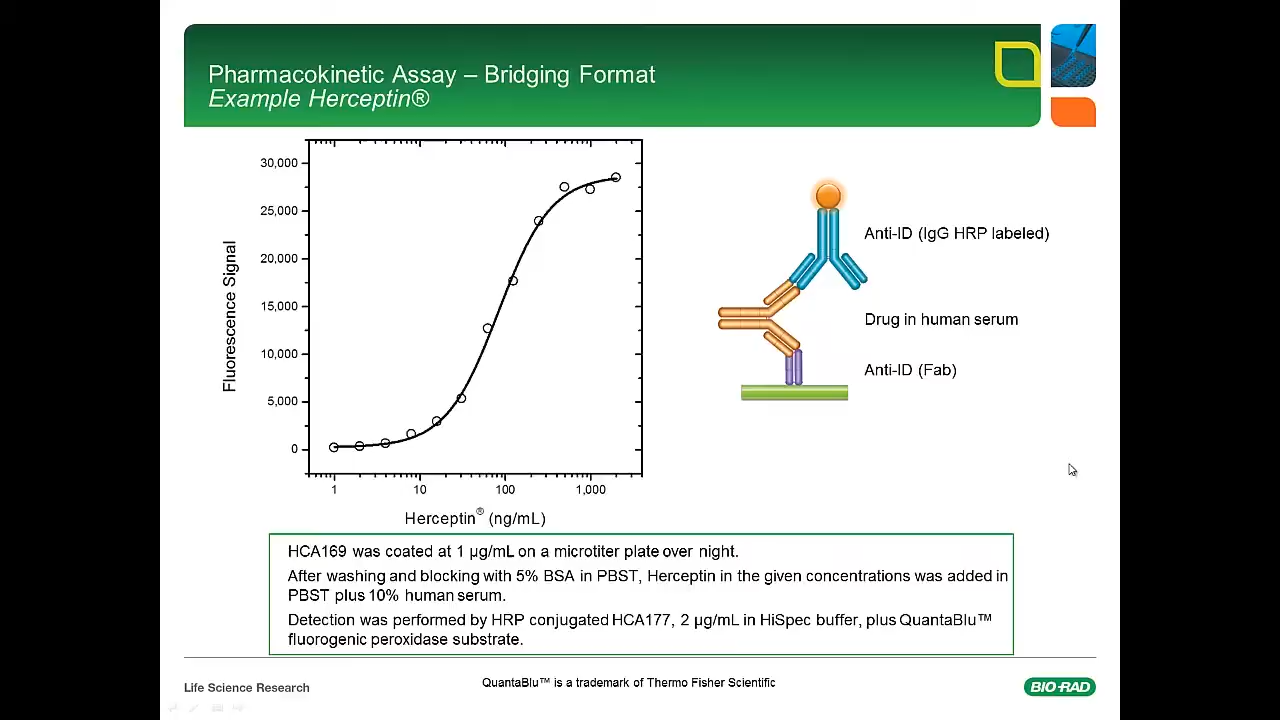 Pharmacokinetic Assay – Bridging Format
Example Herceptin®
30,000
25,000
20,000
15,000
10,000
5,000
0
Fluorescence Signal
1
10
100
1,000
Herceptin® (ng/mL)
Anti-ID (IgG HRP labeled)
Drug in human serum
Anti-ID (Fab)
HCA169 was coated at 1 µg/mL on a microtiter plate over night.
After washing and blocking with 5% BSA in PBST, Herceptin in the given concentrations was added in
PBST plus 10% human serum.
Detection was performed by HRP conjugated HCA177, 2 µg/mL in HiSpec buffer, plus QuantaBlu™
fluorogenic peroxidase substrate.
Life Science Research
QuantaBlu™ is a trademark of Thermo Fisher Scientific
BIO-RAD